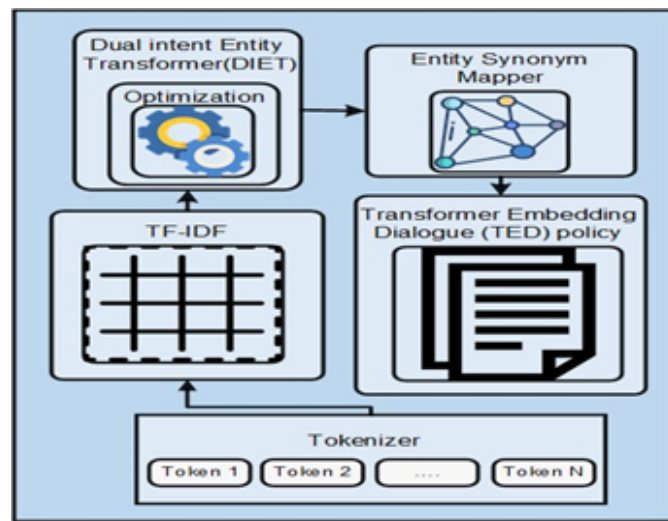 Dual intent Entity
Transformer(DIET)
Optimization
Entity Synonym
Mapper
TF-IDF
Transformer Embedding
Dialogue (TED) policy
Tokenizer
Token 1
Token 2
....
Token N